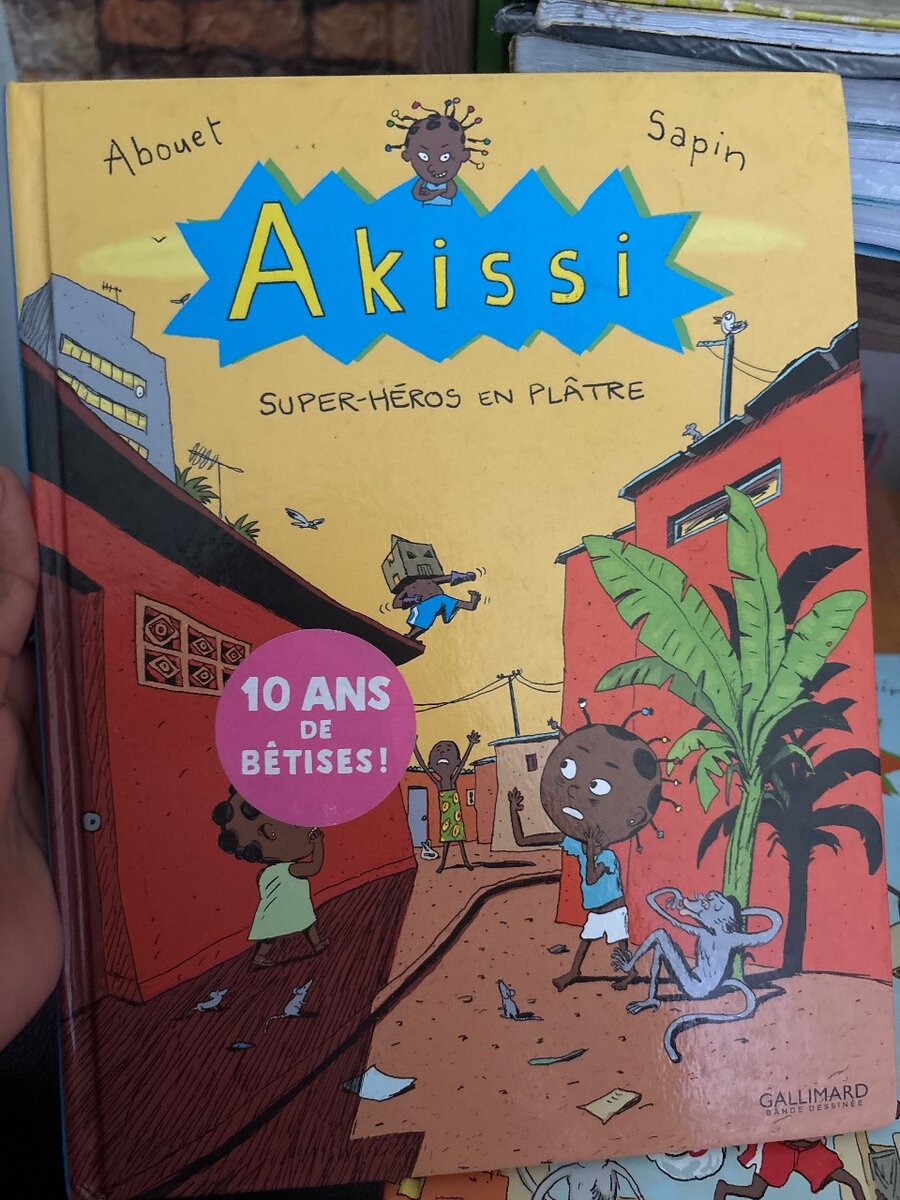 Abouet
Sapin
Akissi
SUPER-HÉROS EN PLÂTRE
10 ANS
DE
BÊTISES!
GALLIMARD
BANDE DESSINÉE